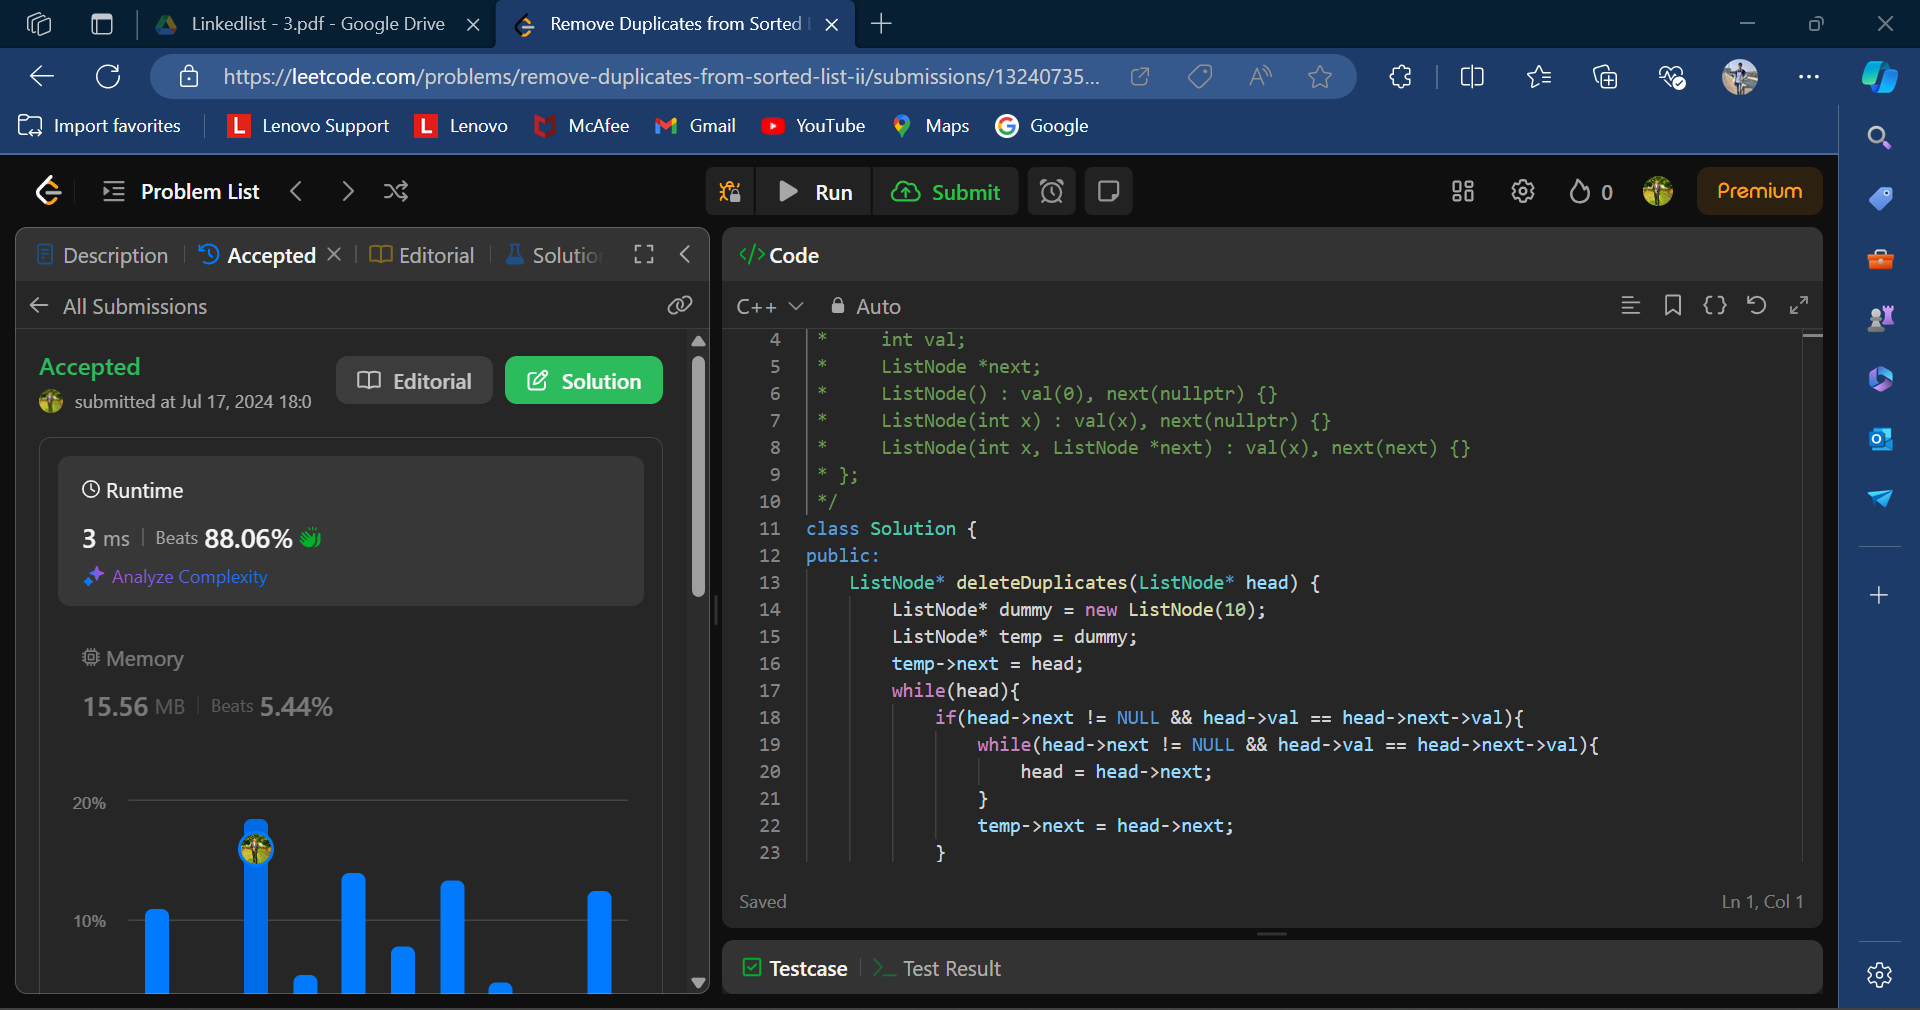 Linkedlist - 3.pdf - Google Drive
Remove Duplicates from Sorted
https://leetcode.com/problems/remove-duplicates-from-sorted-list-ii/submissions/13240735...
Import favorites
Lenovo Support
Lenovo
McAfee
Gmail
YouTube
Maps
Google
Problem List
Run
Submit
0
Premium
Description
Accepted
Editorial
Solutio
All Submissions
Accepted
submitted at Jul 17, 2024 18:0
Editorial
Solution
Runtime
3 ms | Beats 88.06%
Analyze Complexity
Memory
15.56 MB | Beats 5.44%
20%
10%
</> Code
C++
Auto
4 * int val;
5 * ListNode *next;
6 * ListNode() : val(0), next(nullptr) {}
7 * ListNode(int x) : val(x), next(nullptr) {}
8 * ListNode(int x, ListNode *next) : val(x), next(next) {}
9 * };
10 */
11 class Solution {
12 public:
13 ListNode* deleteDuplicates(ListNode* head) {
14 ListNode* dummy = new ListNode(10);
15 ListNode* temp = dummy;
16 temp->next = head;
17 while(head){
18 if(head->next != NULL && head->val == head->next->val){
19 while(head->next != NULL && head->val == head->next->val){
20 head = head->next;
21 }
22 temp->next = head->next;
23 }
Saved
Ln 1, Col 1
Testcase
Test Result